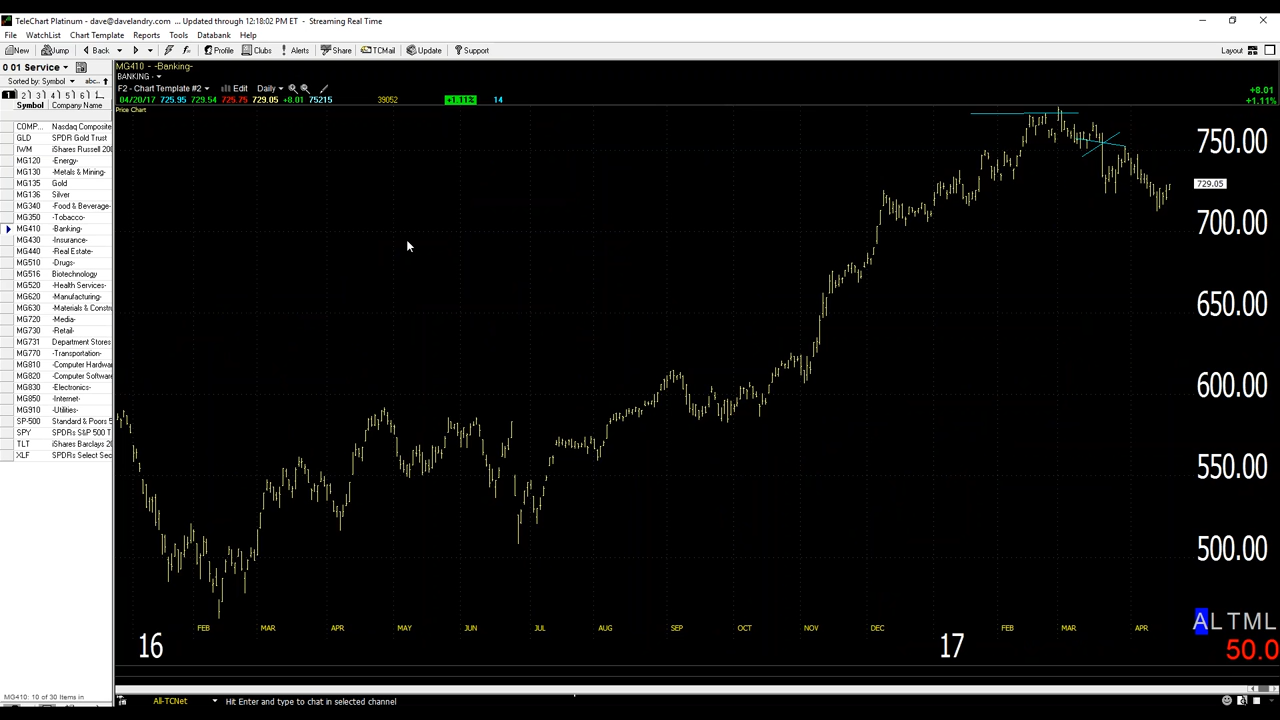 TeleChart Platinum - dave@davelandry.com ... Updated through 12:18:02 PM ET - Streaming Real Time
File WatchList Chart Template Reports Tools Databank Help
New Jump Back Profile Clubs Alerts Share TCMail Update Support Layout
0 01 Service
Sorted by: Symbol abc..
1 2 3 4 5 6 1
Symbol Company Name
COMP... Nasdaq Composite
GLD SPDR Gold Trust
IWM iShares Russell 200
MG120 -Energy-
MG130 -Metals & Mining-
MG135 Gold
MG136 Silver
MG340 -Food & Beverage-
MG350 -Tobacco-
MG410 -Banking-
MG430 -Insurance-
MG440 -Real Estate-
MG510 -Drugs-
MG516 Biotechnology
MG520 -Health Services-
MG620 -Manufacturing-
MG630 -Materials & Constru
MG720 -Media-
MG730 -Retail-
MG731 Department Stores
MG770 -Transportation-
MG810 -Computer Hardwa
MG820 -Computer Softwar
MG830 -Electronics-
MG850 -Internet-
MG910 -Utilities-
SP-500 Standard & Poors 5
SPY SPDRs S&P 500 T
TLT iShares Barclays 20
XLF SPDRs Select Sec
MG410: 10 of 30 Items in
MG410 - -Banking-
BANKING -
F2 - Chart Template #2 Edit Daily
04/20/17 725.95 729.54 725.75 729.05 +8.01 75215 39052 +1.11% 14
Price Chart
+8.01
+1.11%
750.00
729.05
700.00
650.00
600.00
550.00
500.00
FEB MAR APR MAY JUN JUL AUG SEP OCT NOV DEC FEB MAR APR
16 17
ALTML
50.0
All-TCNet Hit Enter and type to chat in selected channel